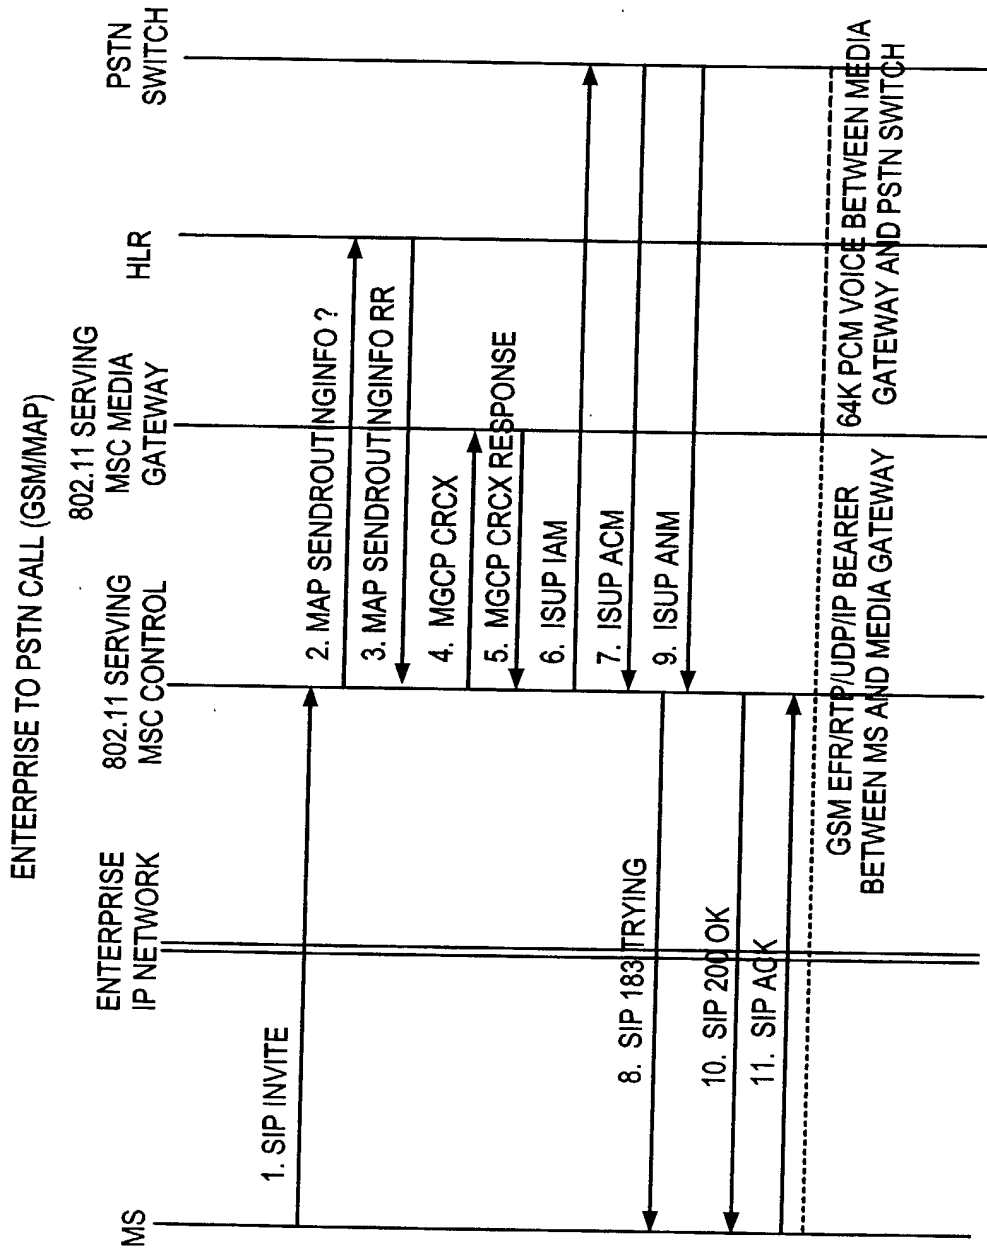 ENTERPRISE TO PSTN CALL (GSM/MAP)
MS
ENTERPRISE
IP NETWORK
802.11 SERVING
MSC CONTROL
802.11 SERVING
MSC MEDIA
GATEWAY
HLR
PSTN
SWITCH
1. SIP INVITE
2. MAP SENDROUTINGINFO ?
3. MAP SENDROUTINGINFO RR
4. MGCP CRCX
5. MGCP CRCX RESPONSE
6. ISUP IAM
7. ISUP ACM
8. SIP 183 TRYING
9. ISUP ANM
10. SIP 200 OK
11. SIP ACK
GSM EFR/RTP/UDP/IP BEARER
BETWEEN MS AND MEDIA GATEWAY
64K PCM VOICE BETWEEN MEDIA
GATEWAY AND PSTN SWITCH